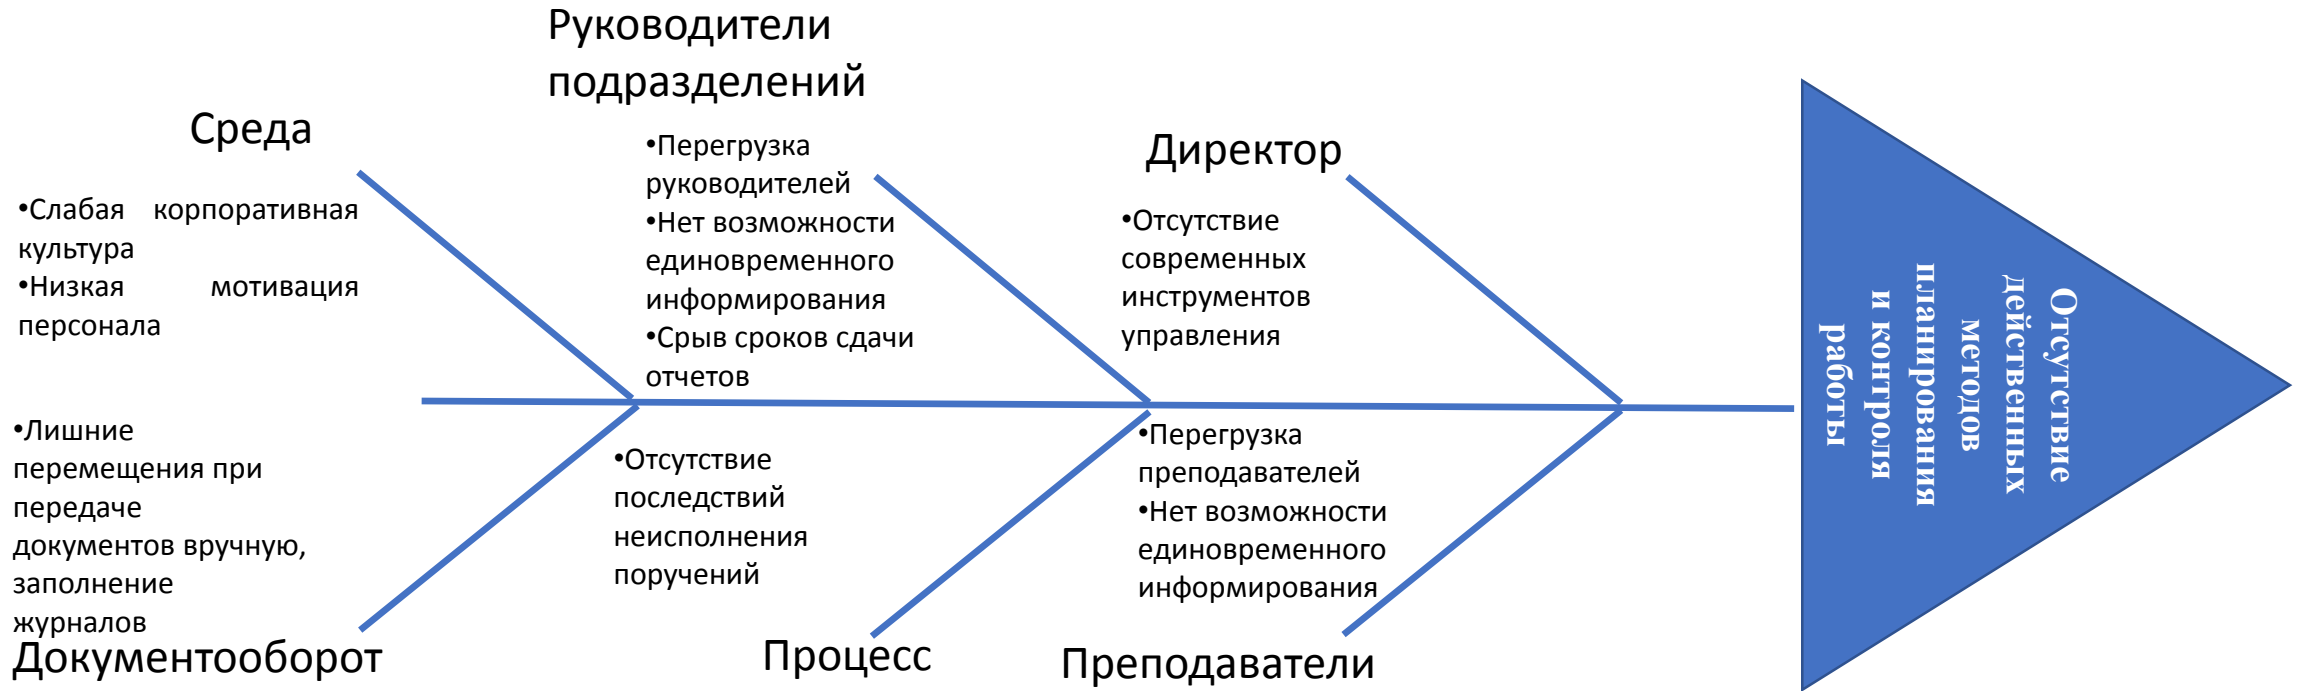 Руководители
подразделений
Среда
•Слабая корпоративная
культура
•Низкая мотивация
персонала
•Перегрузка
руководителей
•Нет возможности
единовременного
информирования
•Срыв сроков сдачи
отчетов
Директор
•Отсутствие
современных
инструментов
управления
•Лишние
перемещения при
передаче
документов вручную,
заполнение
журналов
Документооборот
•Отсутствие
последствий
неисполнения
поручений
Процесс
•Перегрузка
преподавателей
•Нет возможности
единовременного
информирования
Преподаватели
Отсутствие
действенных
методов
планирования
и контроля
работы